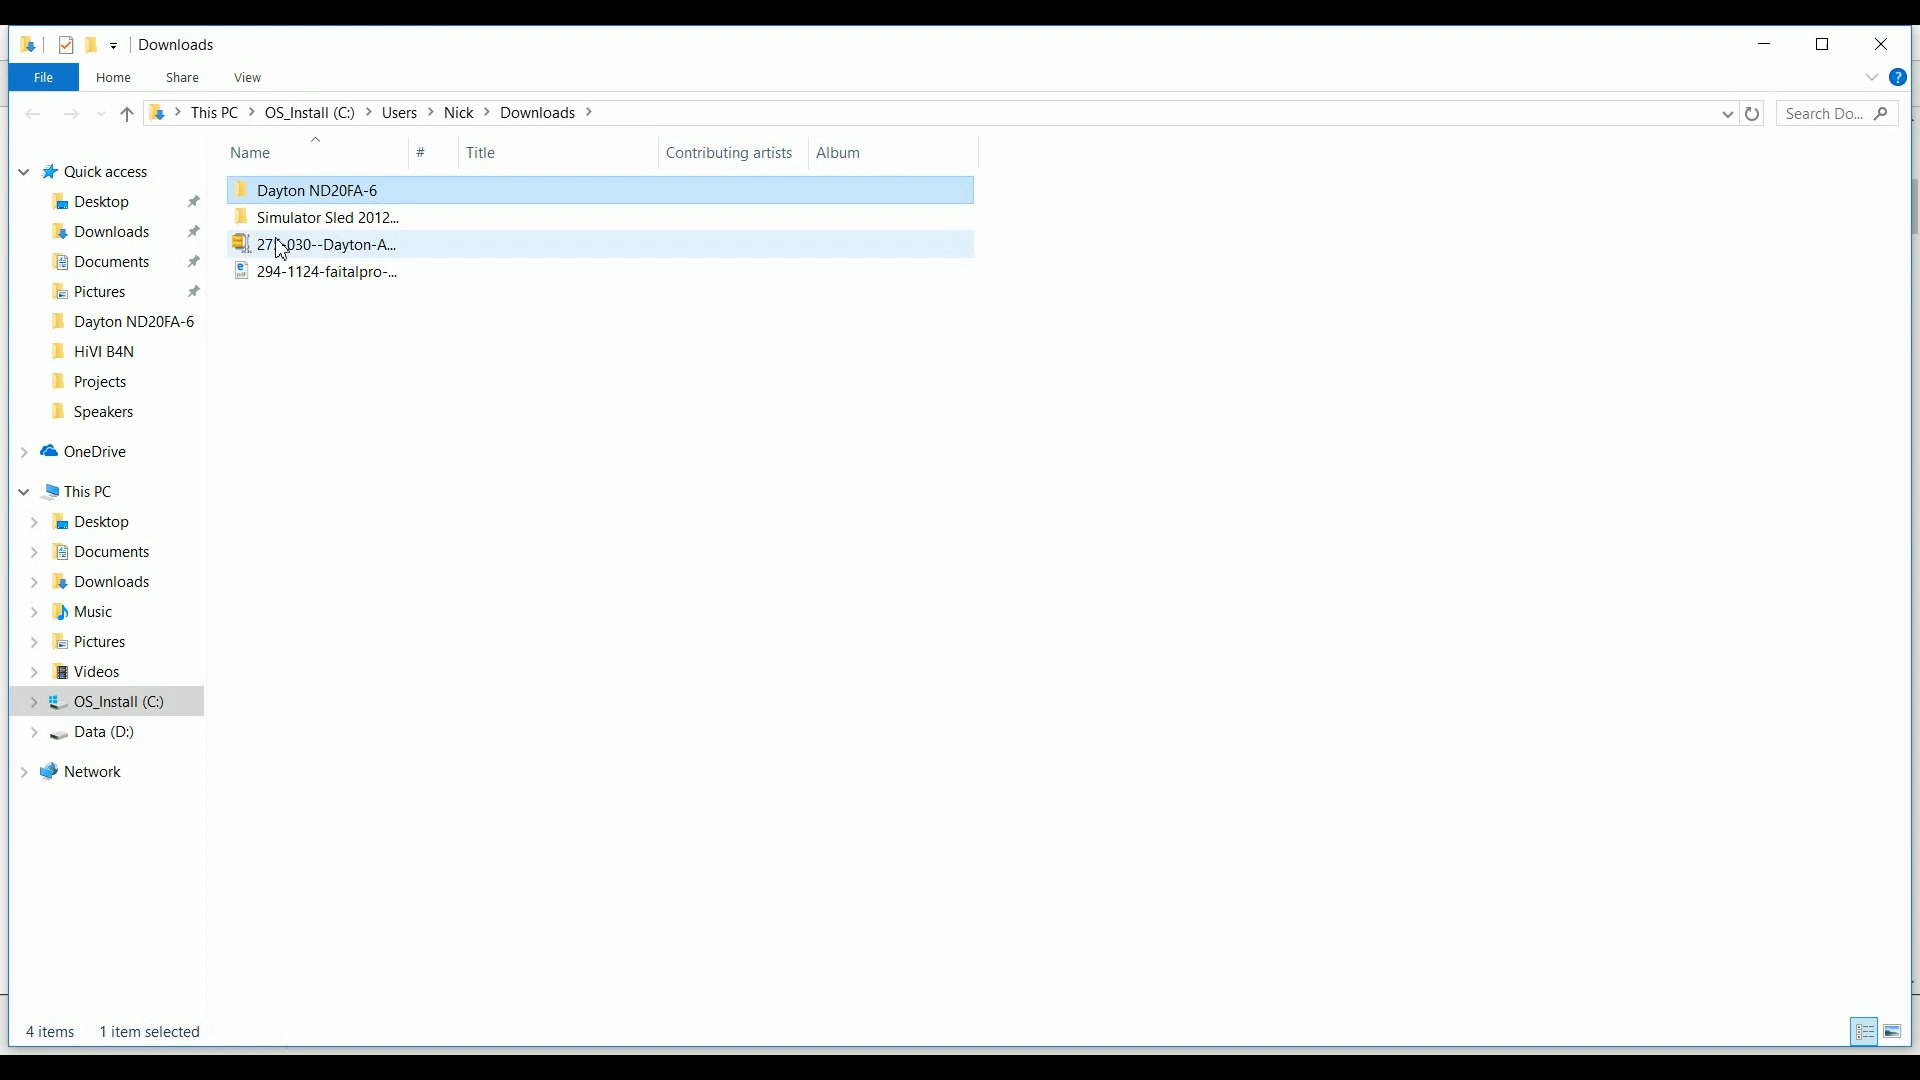 Downloads
File Home Share View
This PC OS_Install (C:) Users Nick Downloads Search Do...
Name # Title Contributing artists Album
Quick access
Desktop
Downloads
Documents
Pictures
Dayton ND20FA-6
HiVI B4N
Projects
Speakers
OneDrive
This PC
Desktop
Documents
Downloads
Music
Pictures
Videos
OS_Install (C:)
Data (D:)
Network
Dayton ND20FA-6
Simulator Sled 2012...
294-1124-faitalpro-...
4 items 1 item selected